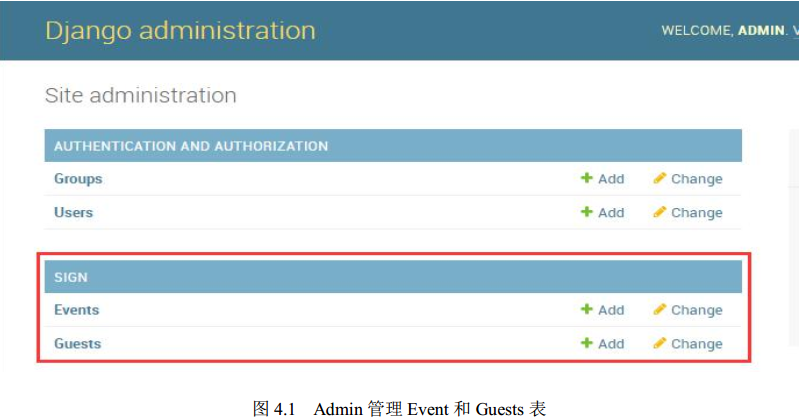 Django administration
WELCOME, ADMIN. V
Site administration
AUTHENTICATION AND AUTHORIZATION
Groups Add Change
Users Add Change
SIGN
Events Add Change
Guests Add Change
图 4.1 Admin 管理 Event 和 Guests 表